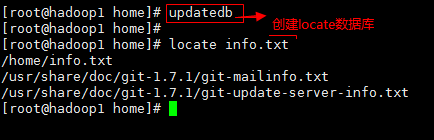 [root@hadoop1 home]# updatedb
创建locate数据库
[root@hadoop1 home]#
[root@hadoop1 home]# locate info.txt
/home/info.txt
/usr/share/doc/git-1.7.1/git-mailinfo.txt
/usr/share/doc/git-1.7.1/git-update-server-info.txt
[root@hadoop1 home]#